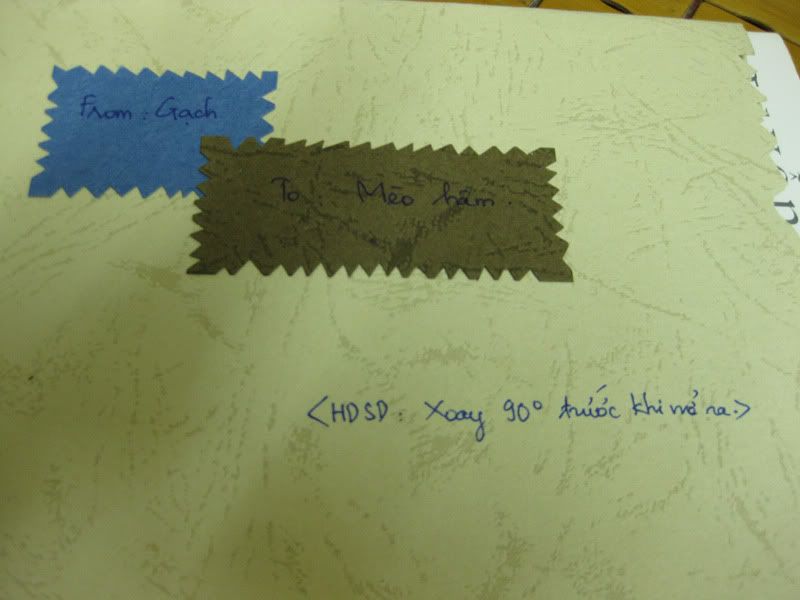 From : Gạch
To : Mèo hâm.
<HDSD : Xoay 90° trước khi mở ra.>